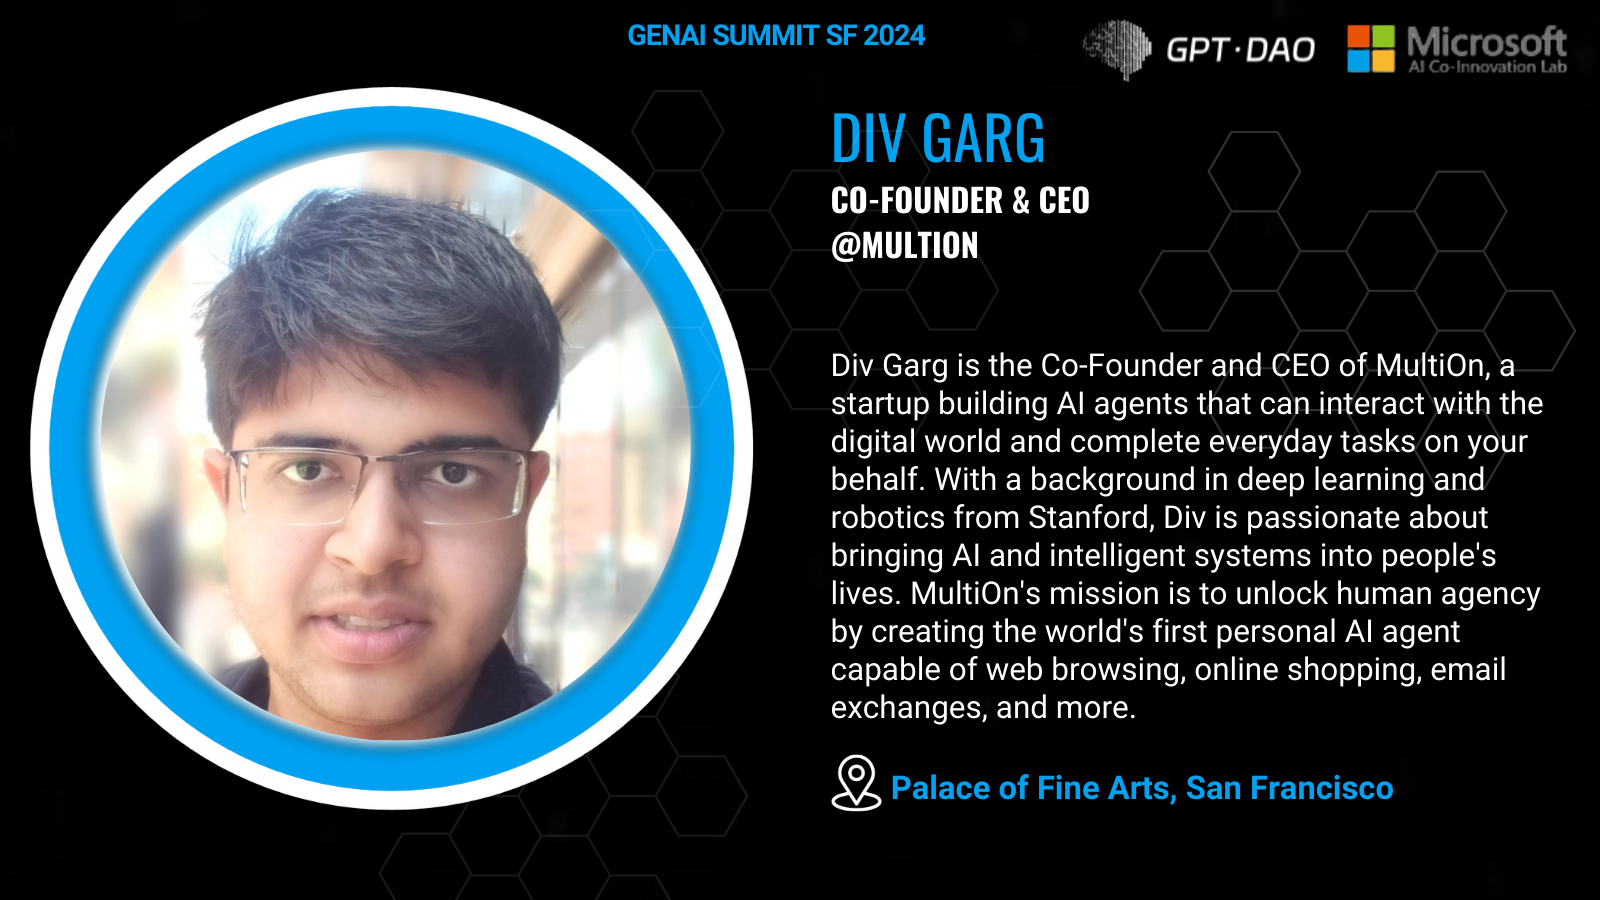 GENAI SUMMIT SF 2024
GPT·DAO
Microsoft
AI Co-Innovation Lab
DIV GARG
CO-FOUNDER & CEO
@MULTION
Div Garg is the Co-Founder and CEO of MultiOn, a
startup building AI agents that can interact with the
digital world and complete everyday tasks on your
behalf. With a background in deep learning and
robotics from Stanford, Div is passionate about
bringing AI and intelligent systems into people's
lives. MultiOn's mission is to unlock human agency
by creating the world's first personal AI agent
capable of web browsing, online shopping, email
exchanges, and more.
Palace of Fine Arts, San Francisco